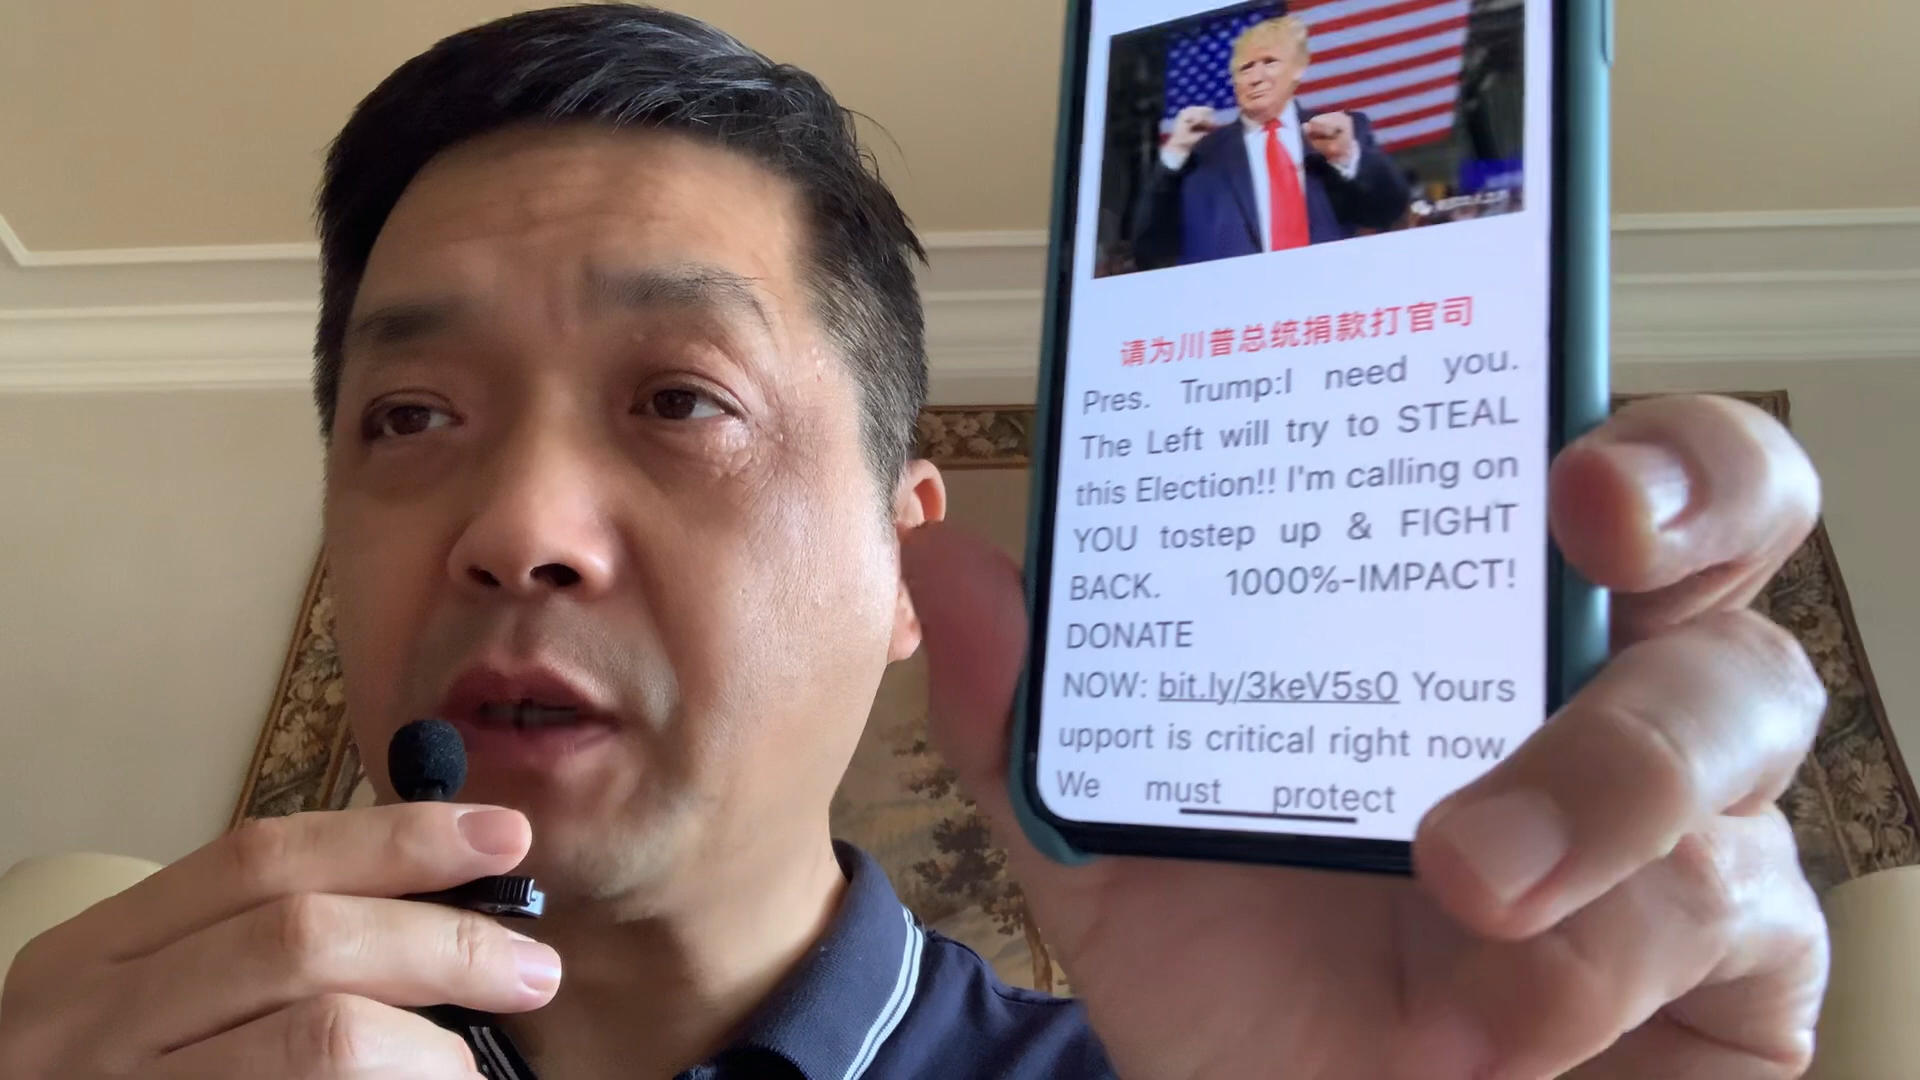 请为川普总统捐款打官司
Pres. Trump:I need you.
The Left will try to STEAL
this Election!! I'm calling on
YOU tostep up & FIGHT
BACK. 1000%-IMPACT!
DONATE
NOW: bit.ly/3keV5s0 Yours
upport is critical right now.
We must protect